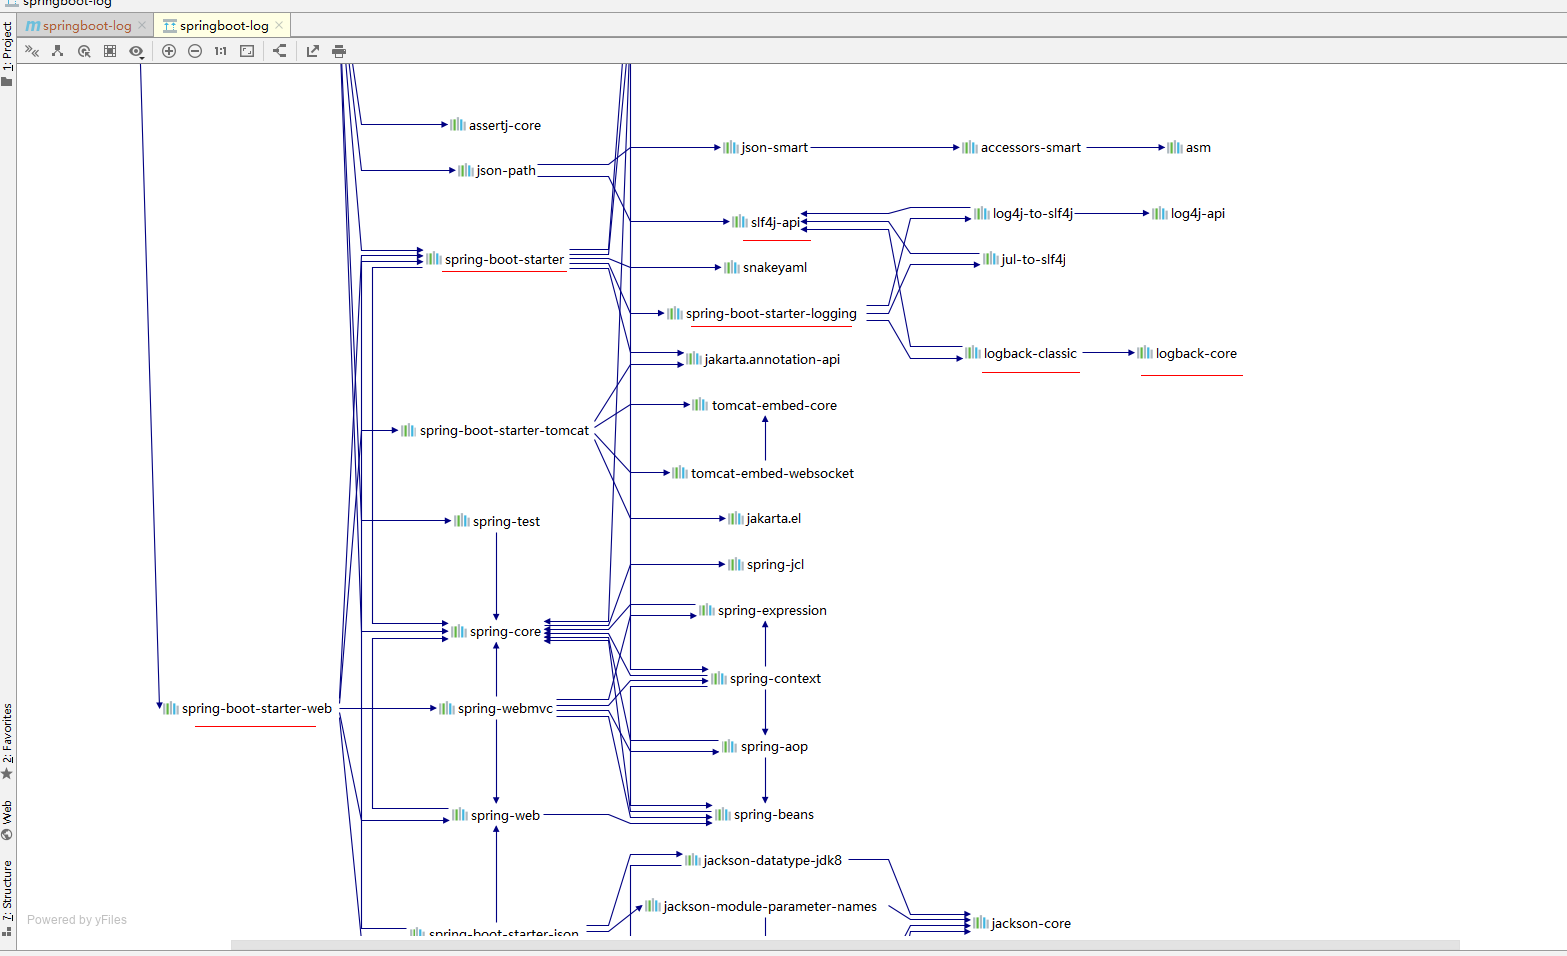 springboot-log
springboot-log
springboot-log
1: Project
1:1
assertj-core
json-smart
accessors-smart
asm
json-path
slf4j-api
log4j-to-slf4j
log4j-api
spring-boot-starter
snakeyaml
jul-to-slf4j
spring-boot-starter-logging
jakarta.annotation-api
logback-classic
logback-core
tomcat-embed-core
spring-boot-starter-tomcat
tomcat-embed-websocket
spring-test
jakarta.el
spring-jcl
spring-expression
spring-core
spring-context
spring-boot-starter-web
spring-webmvc
2: Favorites
spring-aop
Web
spring-web
spring-beans
jackson-datatype-jdk8
7: Structure
jackson-module-parameter-names
Powered by yFiles
jackson-core
spring-boot-starter-json